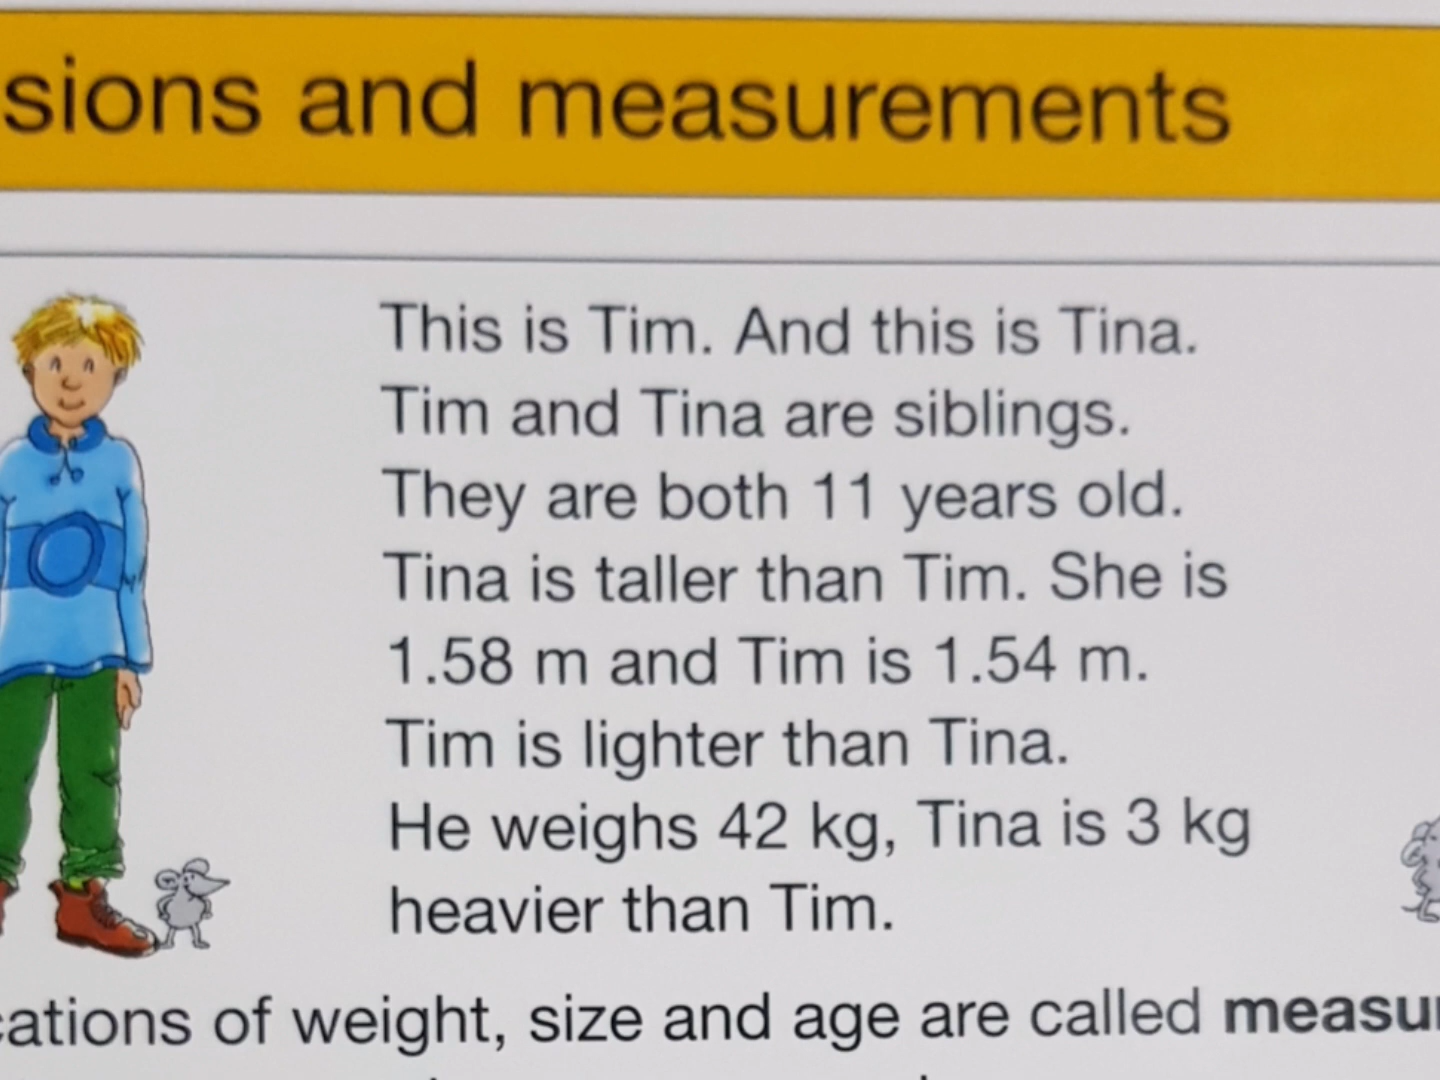 sions and measurements
This is Tim. And this is Tina.
Tim and Tina are siblings.
They are both 11 years old.
Tina is taller than Tim. She is
1.58 m and Tim is 1.54 m.
Tim is lighter than Tina.
He weighs 42 kg, Tina is 3 kg
heavier than Tim.
cations of weight, size and age are called measur